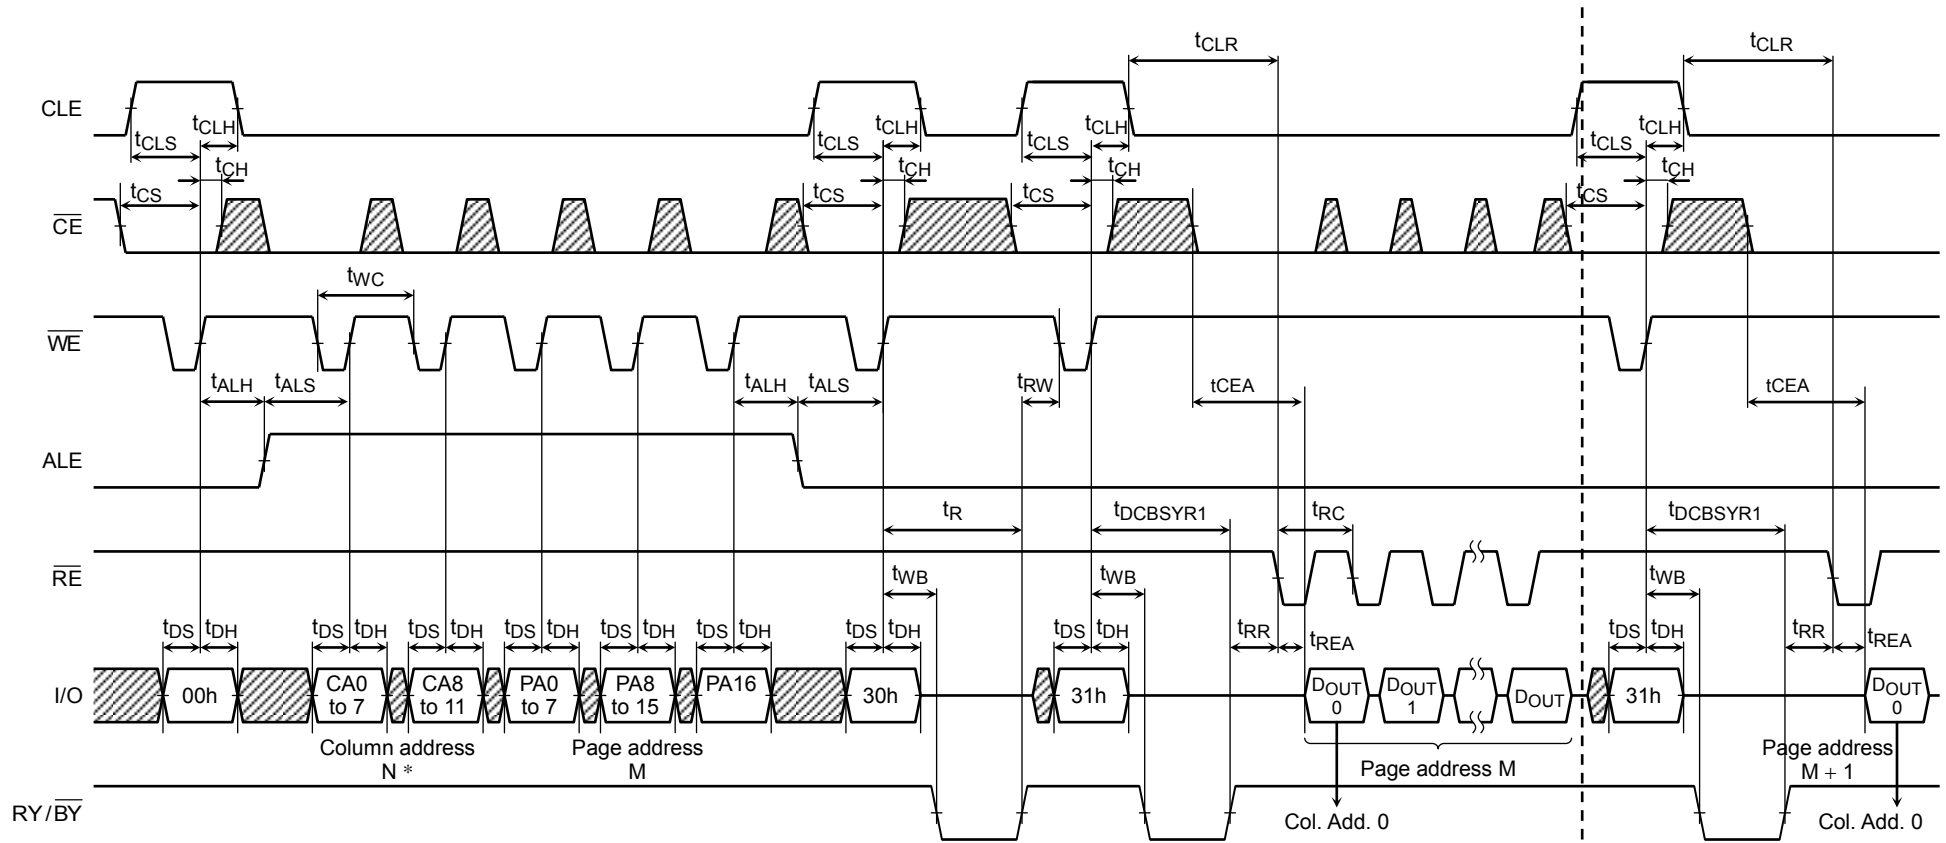 tCLR
tCLR
CLE
tCLS
tCLH
tCLS
tCLH
tCLS
tCLH
tCLS
tCLH
tCS
tCH
tCS
tCH
tCS
tCH
tCS
tCH
CE
tWC
WE
tALH
tALS
tALH
tALS
tRW
tCEA
tCEA
ALE
tR
tDCBSYR1
tRC
tDCBSYR1
RE
tWB
tWB
tWB
tDS
tDH
tDS
tDH
tDS
tDH
tDS
tDH
tDS
tDH
tDS
tDH
tDS
tDH
tDS
tDH
tRR
tREA
tDS
tDH
tRR
tREA
I/O
00h
CA0
to 7
CA8
to 11
PA0
to 7
PA8
to 15
PA16
30h
31h
DOUT
0
DOUT
1
DOUT
31h
DOUT
0
Column address
N *
Page address
M
Page address M
Page address
M + 1
RY/BY
Col. Add. 0
Col. Add. 0